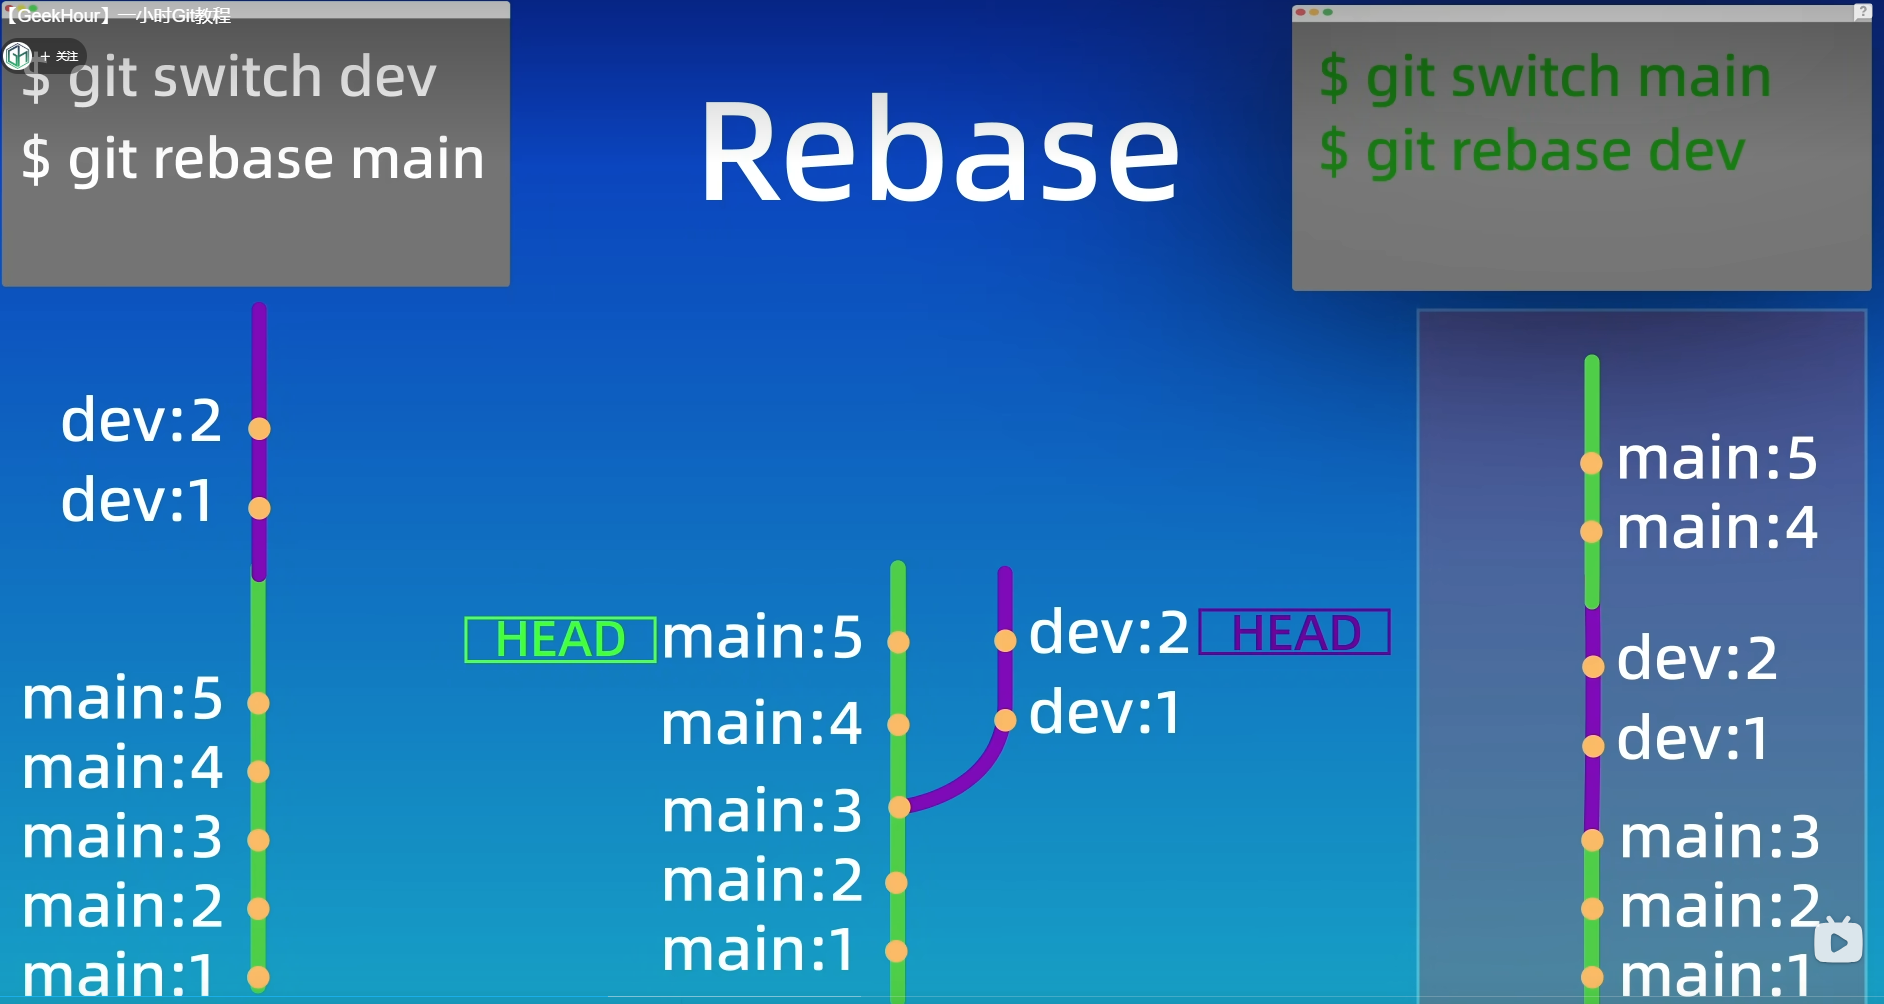 【GeekHour】一小时Git教程
+ 关注
$ git switch dev
$ git rebase main
Rebase
$ git switch main
$ git rebase dev
?
dev:2
dev:1
main:5
main:4
main:3
main:2
main:1
HEAD main:5
main:4
main:3
main:2
main:1
dev:2 HEAD
dev:1
main:5
main:4
dev:2
dev:1
main:3
main:2
main:1